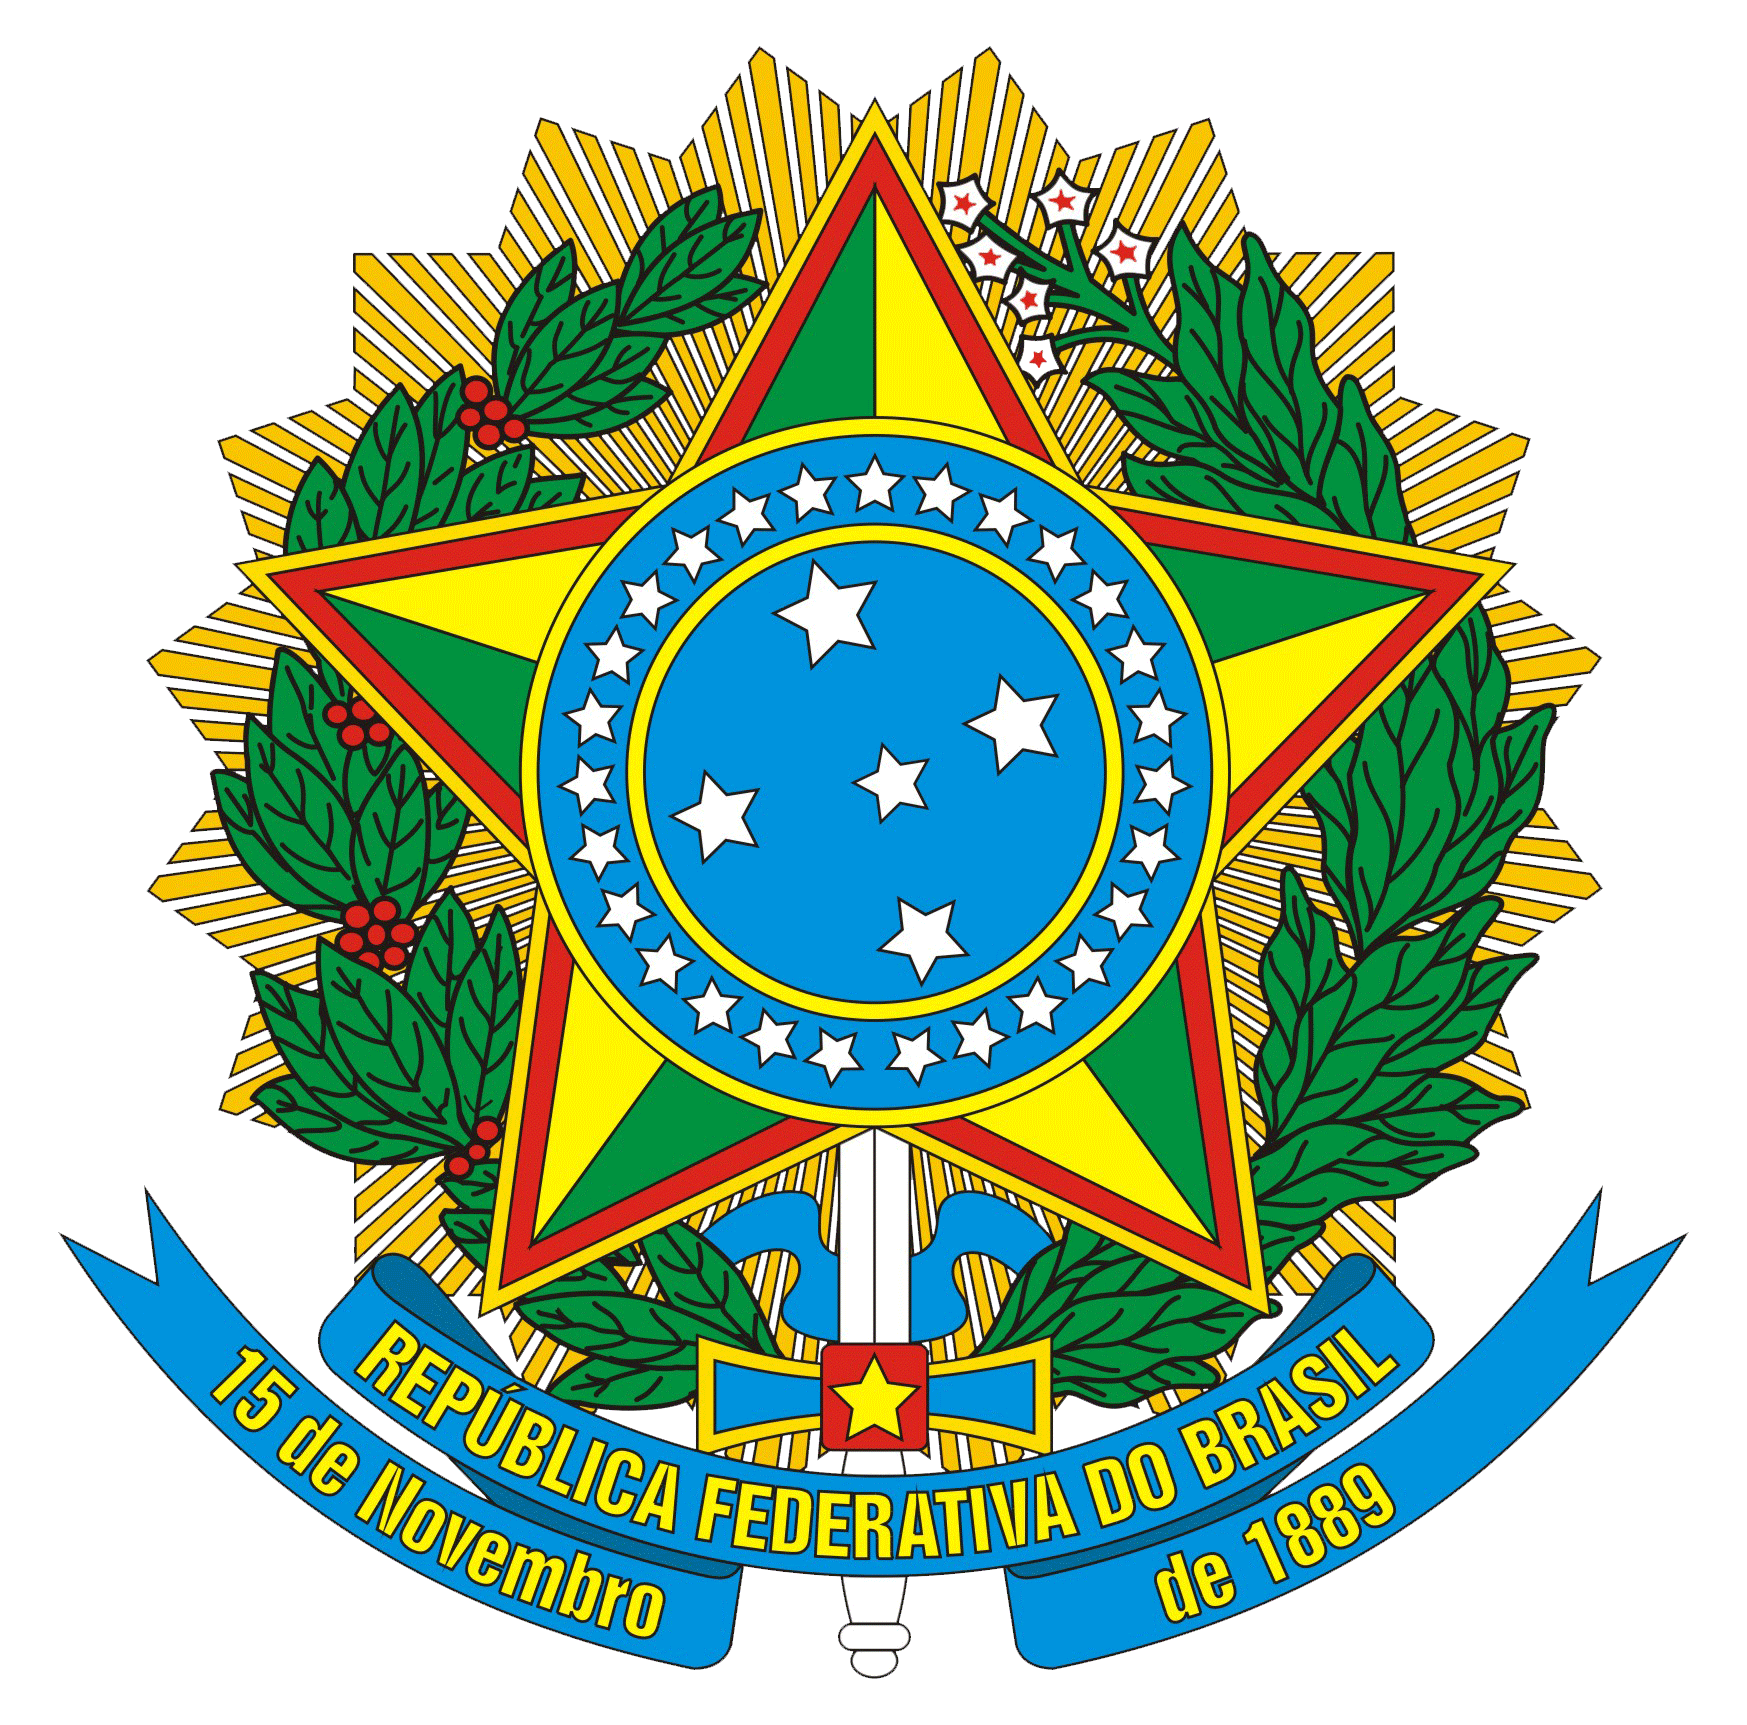 REPÚBLICA FEDERATIVA DO BRASIL
15 de Novembro
de 1889